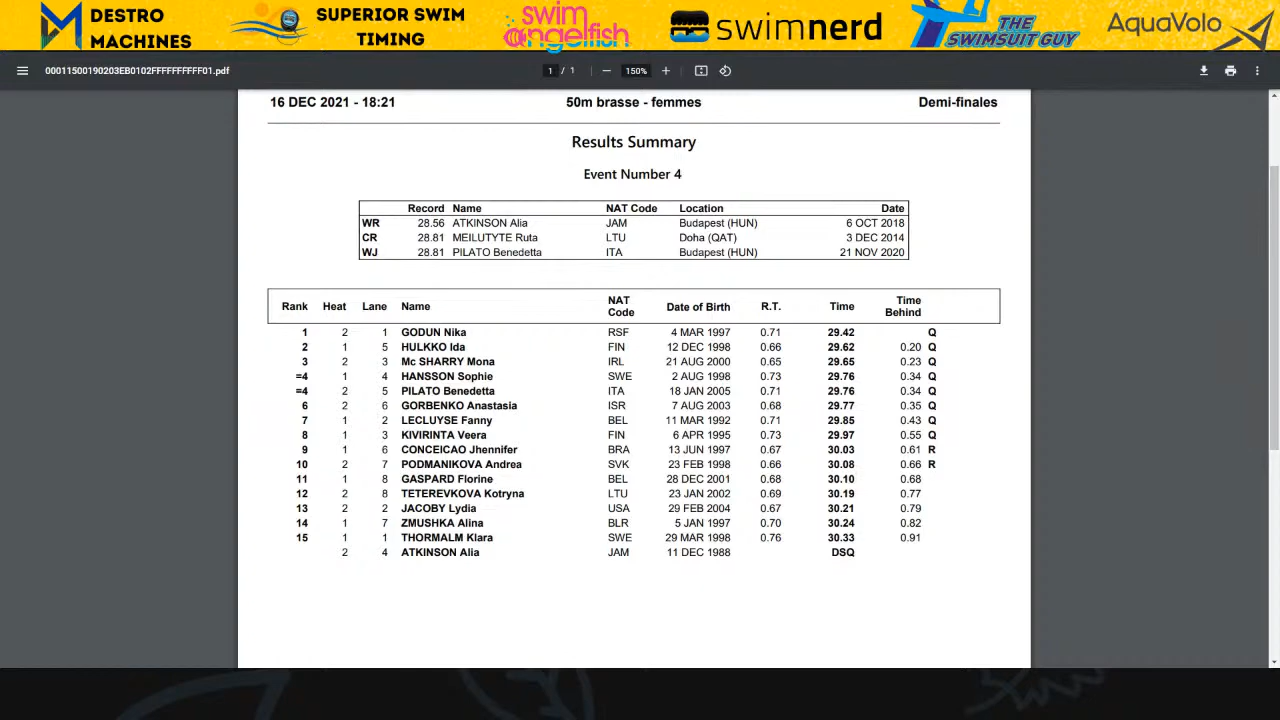 DESTRO MACHINES
SUPERIOR SWIM TIMING
swim angelfish
swimnerd
THE SWIMSUIT GUY
AquaVolo
00011500190203EB0102FFFFFFFFFF01.pdf 1 / 1 150%
16 DEC 2021 - 18:21 50m brasse - femmes Demi-finales
Results Summary
Event Number 4
Record Name NAT Code Location Date
WR 28.56 ATKINSON Alia JAM Budapest (HUN) 6 OCT 2018
CR 28.81 MEILUTYTE Ruta LTU Doha (QAT) 3 DEC 2014
WJ 28.81 PILATO Benedetta ITA Budapest (HUN) 21 NOV 2020
Rank Heat Lane Name NAT Code Date of Birth R.T. Time Time Behind
1 2 1 GODUN Nika RSF 4 MAR 1997 0.71 29.42 Q
2 1 5 HULKKO Ida FIN 12 DEC 1998 0.66 29.62 0.20 Q
3 2 3 Mc SHARRY Mona IRL 21 AUG 2000 0.65 29.65 0.23 Q
=4 1 4 HANSSON Sophie SWE 2 AUG 1998 0.73 29.76 0.34 Q
=4 2 5 PILATO Benedetta ITA 18 JAN 2005 0.71 29.76 0.34 Q
6 2 6 GORBENKO Anastasia ISR 7 AUG 2003 0.68 29.77 0.35 Q
7 1 2 LECLUYSE Fanny BEL 11 MAR 1992 0.71 29.85 0.43 Q
8 1 3 KIVIRINTA Veera FIN 6 APR 1995 0.73 29.97 0.55 Q
9 1 6 CONCEICAO Jhennifer BRA 13 JUN 1997 0.67 30.03 0.61 R
10 2 7 PODMANIKOVA Andrea SVK 23 FEB 1998 0.66 30.08 0.66 R
11 1 8 GASPARD Florine BEL 28 DEC 2001 0.68 30.10 0.68
12 2 8 TETEREVKOVA Kotryna LTU 23 JAN 2002 0.69 30.19 0.77
13 2 2 JACOBY Lydia USA 29 FEB 2004 0.67 30.21 0.79
14 1 7 ZMUSHKA Alina BLR 5 JAN 1997 0.70 30.24 0.82
15 1 1 THORMALM Klara SWE 29 MAR 1998 0.76 30.33 0.91
2 4 ATKINSON Alia JAM 11 DEC 1988 DSQ